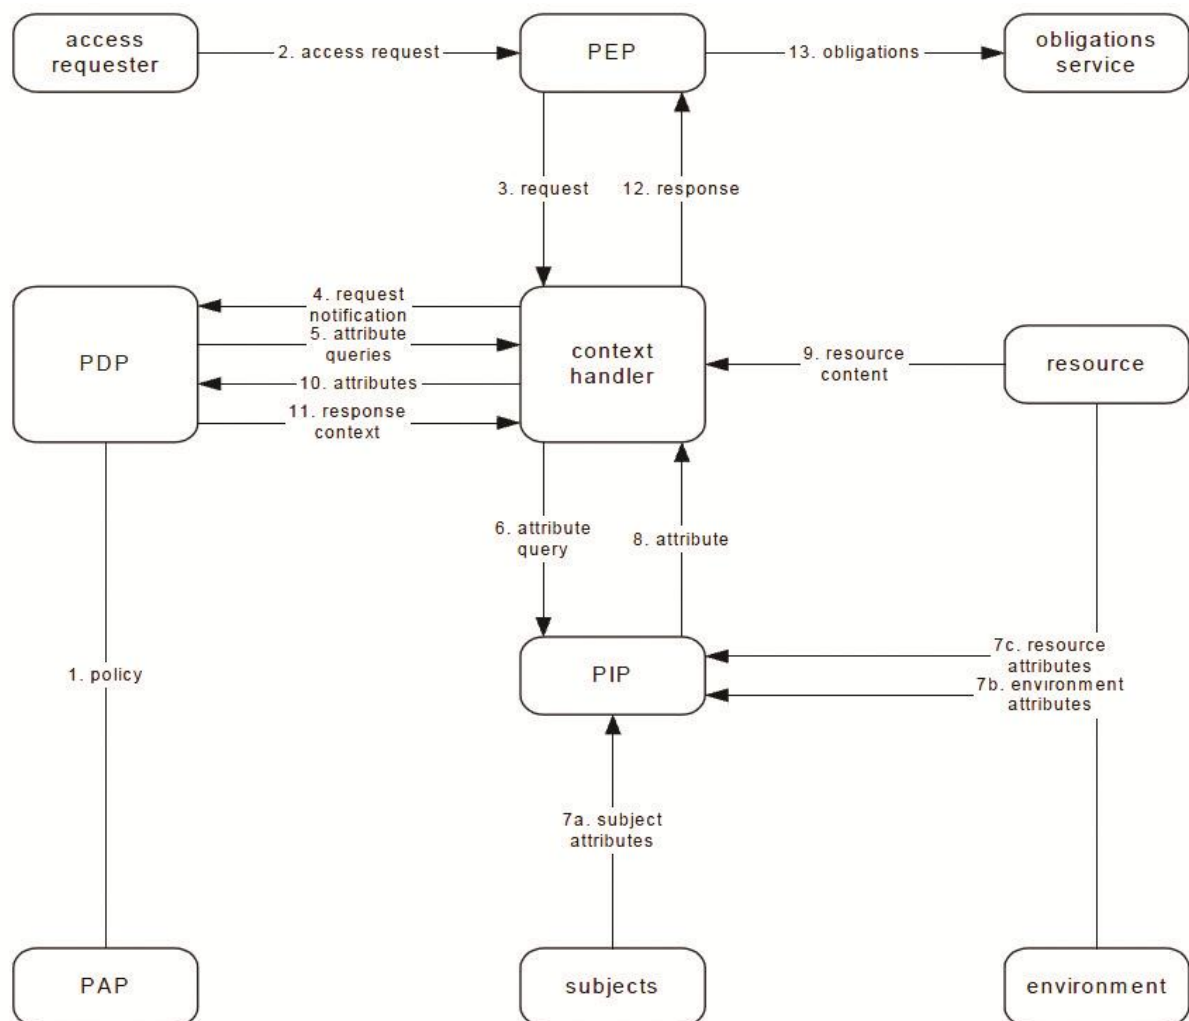 access
requester
2. access request
PEP
13. obligations
obligations
service
3. request
12. response
PDP
4. request
notification
5. attribute
queries
10. attributes
11. response
context
context
handler
9. resource
content
resource
6. attribute
query
8. attribute
1. policy
PIP
7c. resource
attributes
7b. environment
attributes
7a. subject
attributes
PAP
subjects
environment